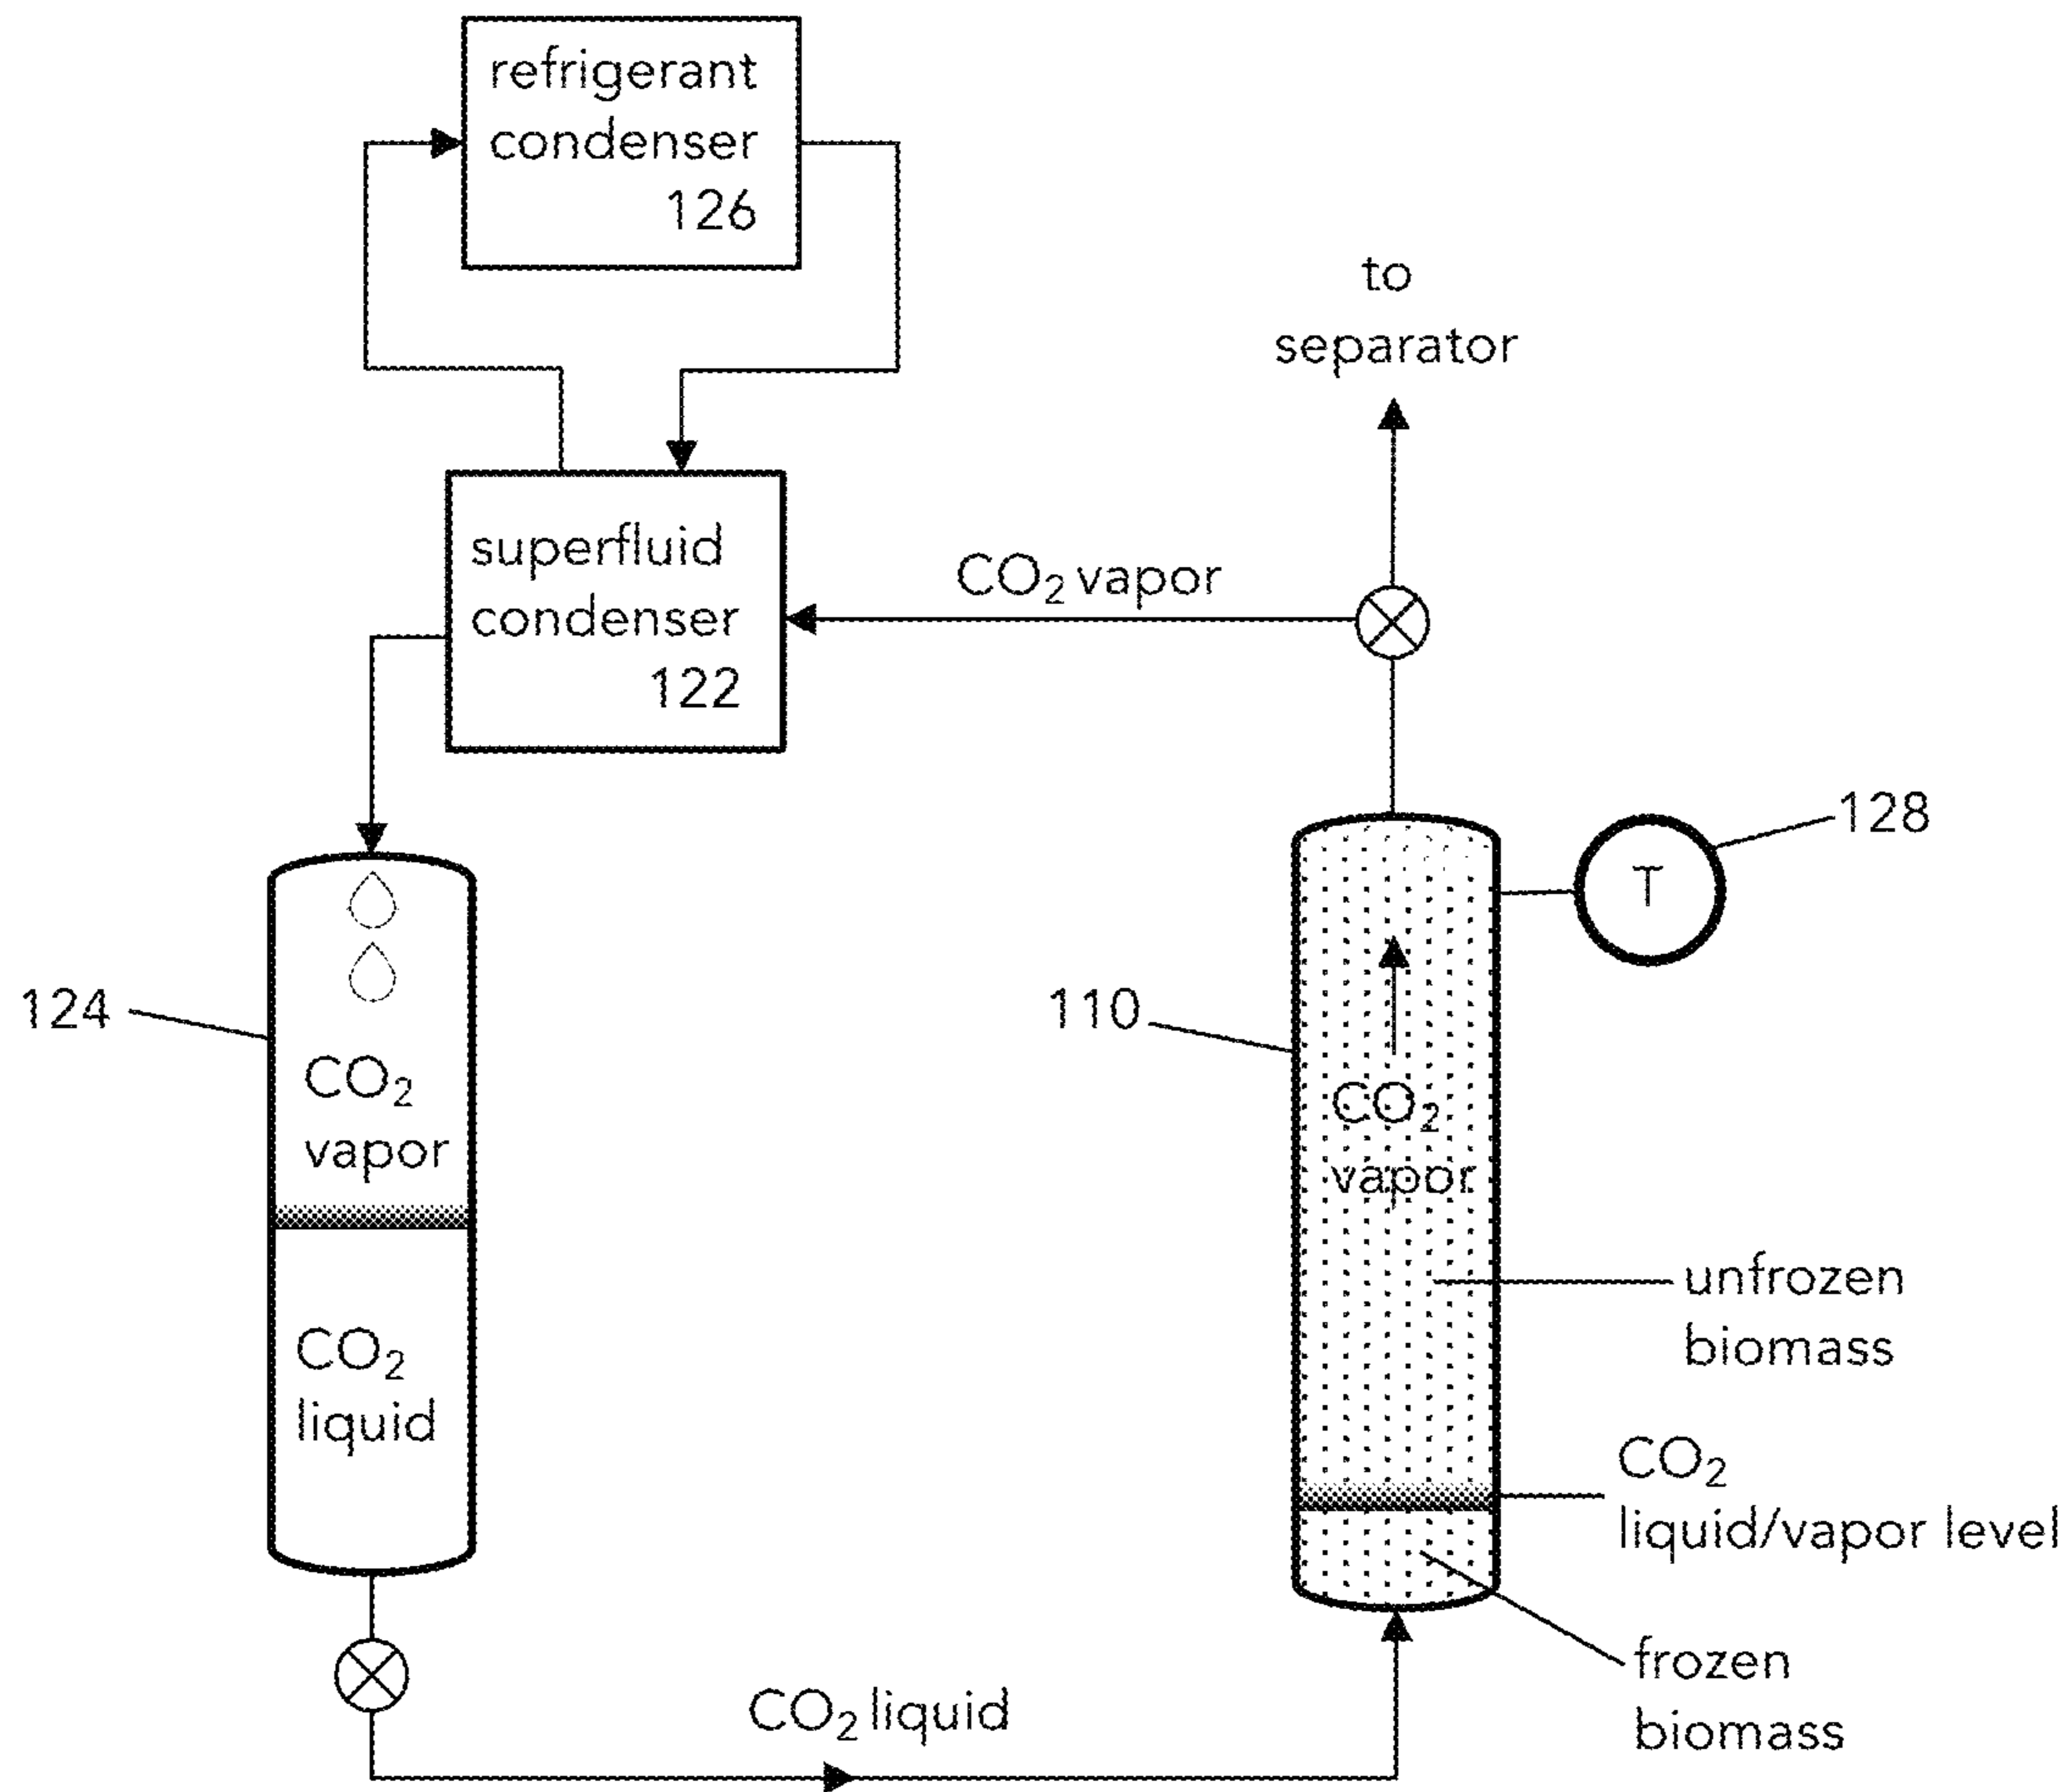 refrigerant
condenser
126
to
separator
superfluid
condenser
122
CO₂ vapor
128
T
124
110
CO₂
vapor
CO₂
vapor
unfrozen
biomass
CO₂
liquid
CO₂
liquid/vapor level
frozen
biomass
CO₂ liquid